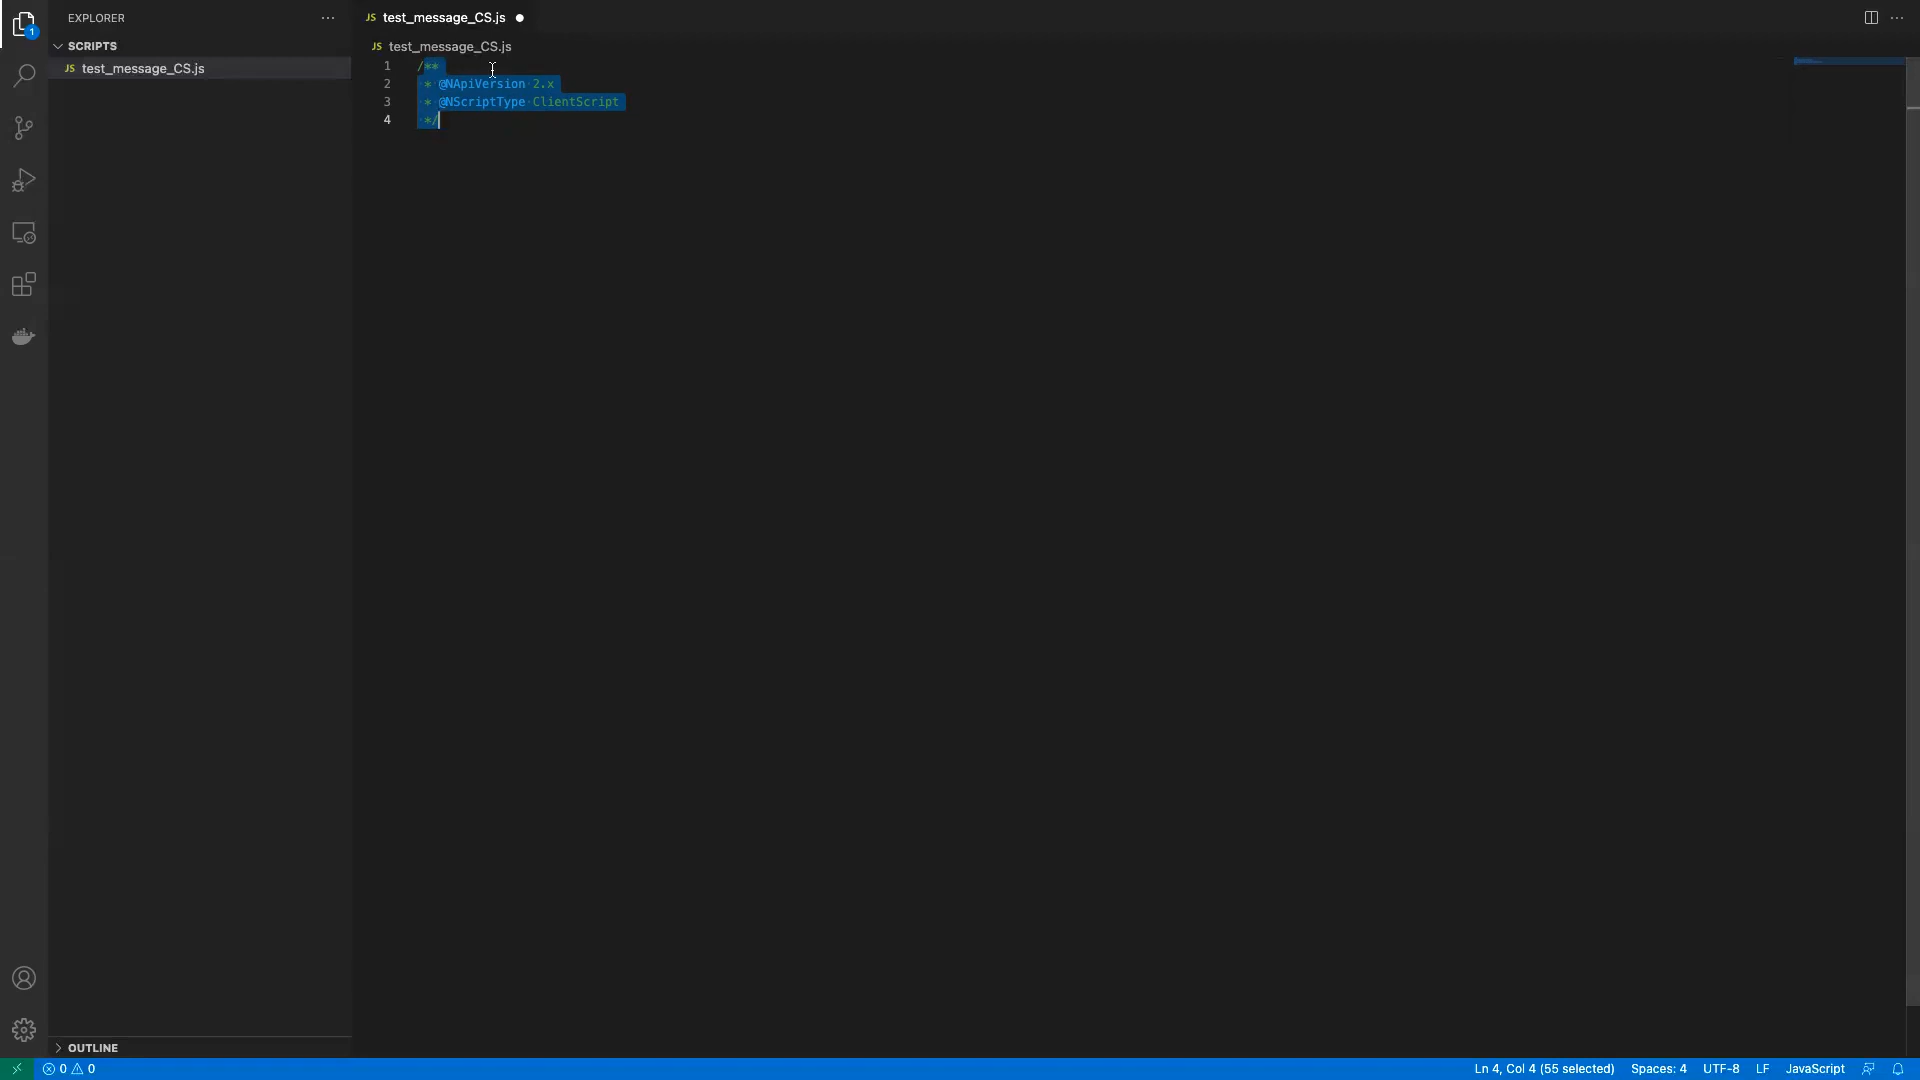 EXPLORER
JS test_message_CS.js
1
SCRIPTS
JS test_message_CS.js
JS test_message_CS.js
1 /**
2 * @NApiVersion 2.x
3 * @NScriptType ClientScript
4 */
OUTLINE
0 0
Ln 4, Col 4 (55 selected) Spaces: 4 UTF-8 LF JavaScript